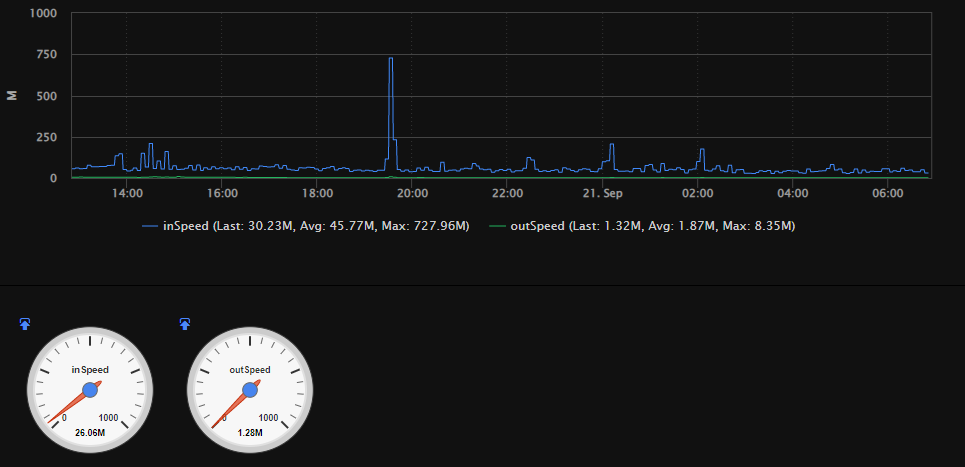 1000
750
M
500
250
0
14:00 16:00 18:00 20:00 22:00 21. Sep 02:00 04:00 06:00
inSpeed (Last: 30.23M, Avg: 45.77M, Max: 727.96M) outSpeed (Last: 1.32M, Avg: 1.87M, Max: 8.35M)
inSpeed outSpeed
0 1000 0 1000
26.06M 1.28M